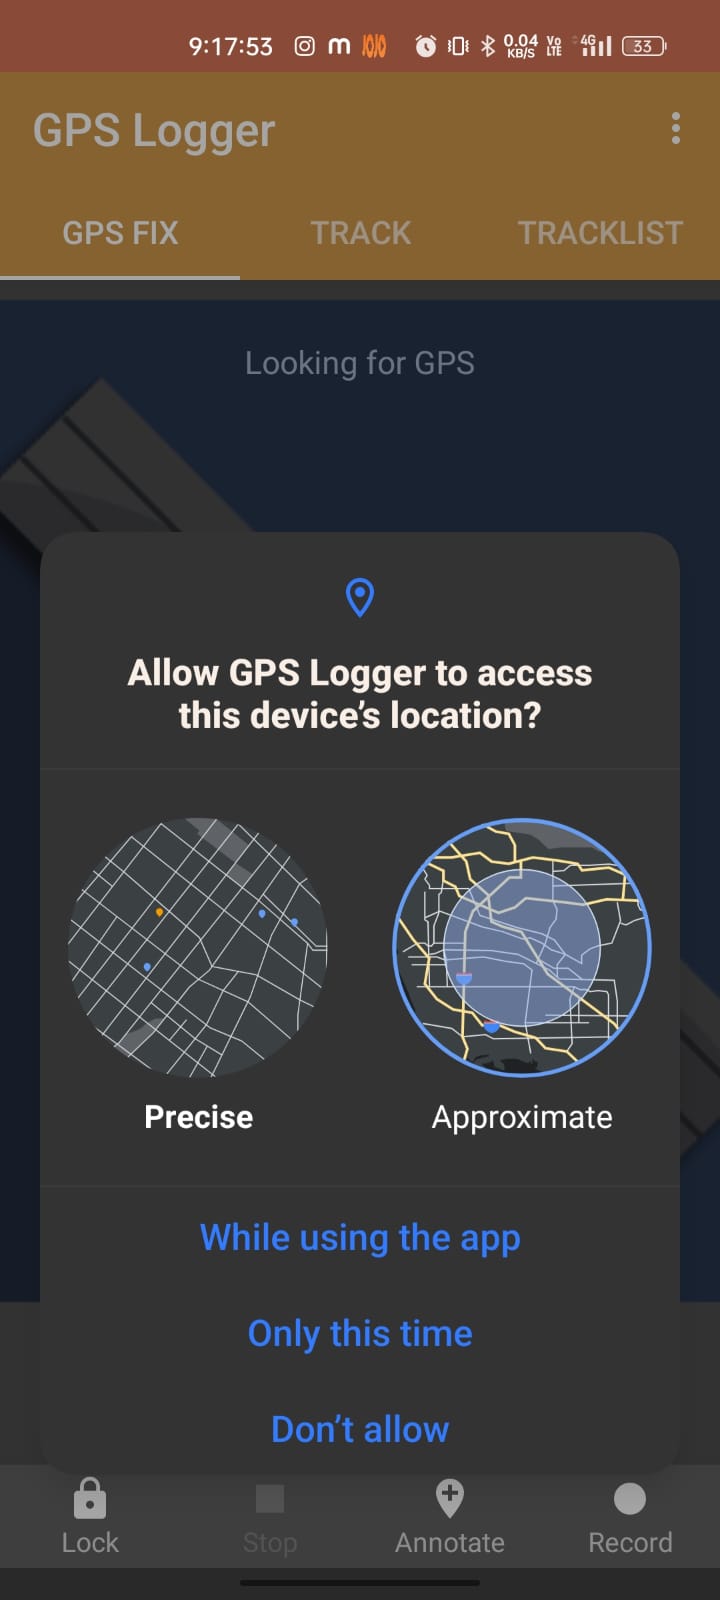 9:17:53 m JOJO 0.04 KB/S Vo LTE 4G 33
GPS Logger
GPS FIX TRACK TRACKLIST
Looking for GPS
Allow GPS Logger to access
this device’s location?
Precise Approximate
While using the app
Only this time
Don’t allow
Lock Stop Annotate Record